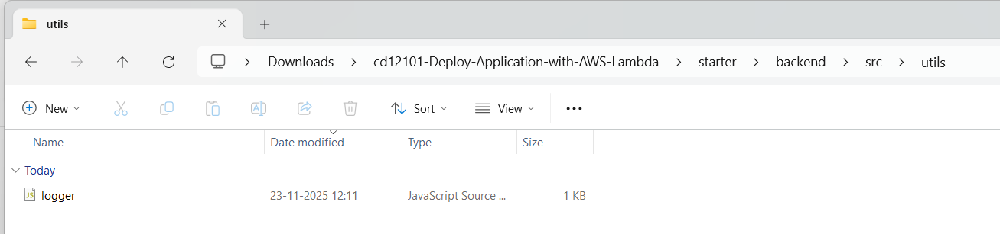 utils
Downloads > cd12101-Deploy-Application-with-AWS-Lambda > starter > backend > src > utils
New Sort View
Name Date modified Type Size
Today
JS logger 23-11-2025 12:11 JavaScript Source ... 1 KB